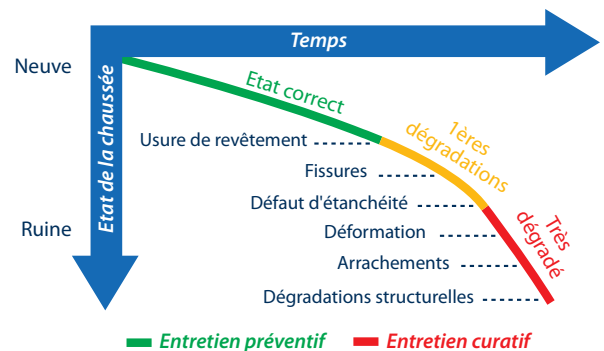 Temps
Neuve
Etat de la chaussée
Etat correct
1ères
dégradations
Usure de revêtement
Fissures
Défaut d'étanchéité
Ruine
Déformation
Très
dégradé
Arrachements
Dégradations structurelles
Entretien préventif
Entretien curatif